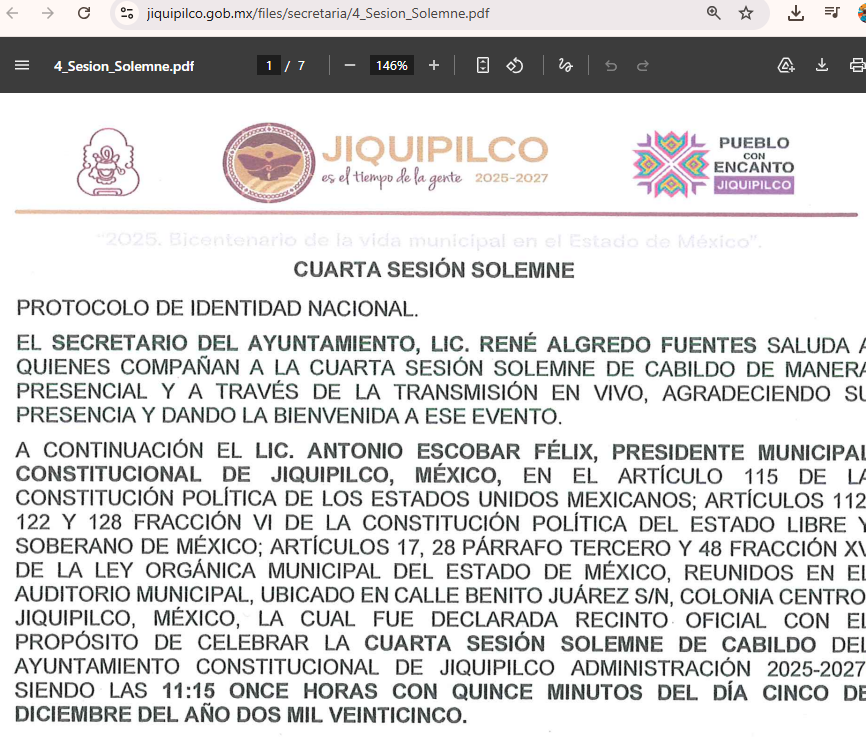 jiquipilco.gob.mx/files/secretaria/4_Sesion_Solemne.pdf
4_Sesion_Solemne.pdf
1 / 7
146%
JIQUIPILCO
es el tiempo de la gente 2025-2027
PUEBLO
CON
ENCANTO
JIQUIPILCO
"2025. Bicentenario de la vida municipal en el Estado de México".
CUARTA SESIÓN SOLEMNE
PROTOCOLO DE IDENTIDAD NACIONAL.
EL SECRETARIO DEL AYUNTAMIENTO, LIC. RENÉ ALGREDO FUENTES SALUDA A
QUIENES COMPAÑAN A LA CUARTA SESIÓN SOLEMNE DE CABILDO DE MANERA
PRESENCIAL Y A TRAVÉS DE LA TRANSMISIÓN EN VIVO, AGRADECIENDO SU
PRESENCIA Y DANDO LA BIENVENIDA A ESE EVENTO.
A CONTINUACIÓN EL LIC. ANTONIO ESCOBAR FÉLIX, PRESIDENTE MUNICIPAL
CONSTITUCIONAL DE JIQUIPILCO, MÉXICO, EN EL ARTÍCULO 115 DE LA
CONSTITUCIÓN POLÍTICA DE LOS ESTADOS UNIDOS MEXICANOS; ARTÍCULOS 112
122 Y 128 FRACCIÓN VI DE LA CONSTITUCIÓN POLÍTICA DEL ESTADO LIBRE Y
SOBERANO DE MÉXICO; ARTÍCULOS 17, 28 PÁRRAFO TERCERO Y 48 FRACCIÓN XV
DE LA LEY ORGÁNICA MUNICIPAL DEL ESTADO DE MÉXICO, REUNIDOS EN EL
AUDITORIO MUNICIPAL, UBICADO EN CALLE BENITO JUÁREZ S/N, COLONIA CENTRO
JIQUIPILCO, MÉXICO, LA CUAL FUE DECLARADA RECINTO OFICIAL CON EL
PROPÓSITO DE CELEBRAR LA CUARTA SESIÓN SOLEMNE DE CABILDO DEL
AYUNTAMIENTO CONSTITUCIONAL DE JIQUIPILCO ADMINISTRACIÓN 2025-2027
SIENDO LAS 11:15 ONCE HORAS CON QUINCE MINUTOS DEL DÍA CINCO DE
DICIEMBRE DEL AÑO DOS MIL VEINTICINCO.